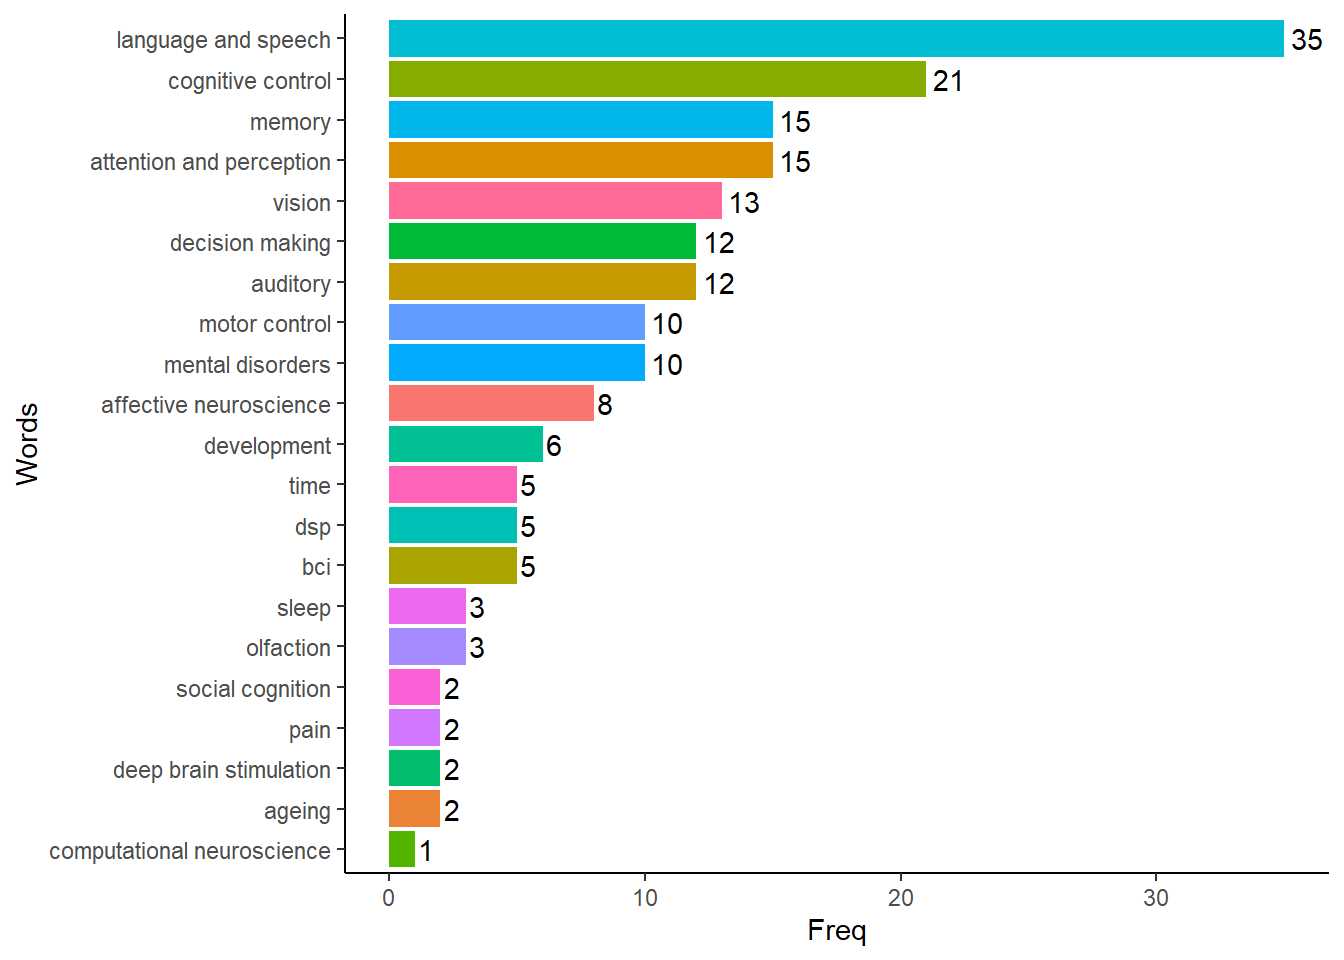 language and speech 35
cognitive control 21
memory 15
attention and perception 15
vision 13
decision making 12
auditory 12
motor control 10
mental disorders 10
affective neuroscience 8
development 6
time 5
dsp 5
bci 5
sleep 3
olfaction 3
social cognition 2
pain 2
deep brain stimulation 2
ageing 2
computational neuroscience 1
Words
0 10 20 30
Freq